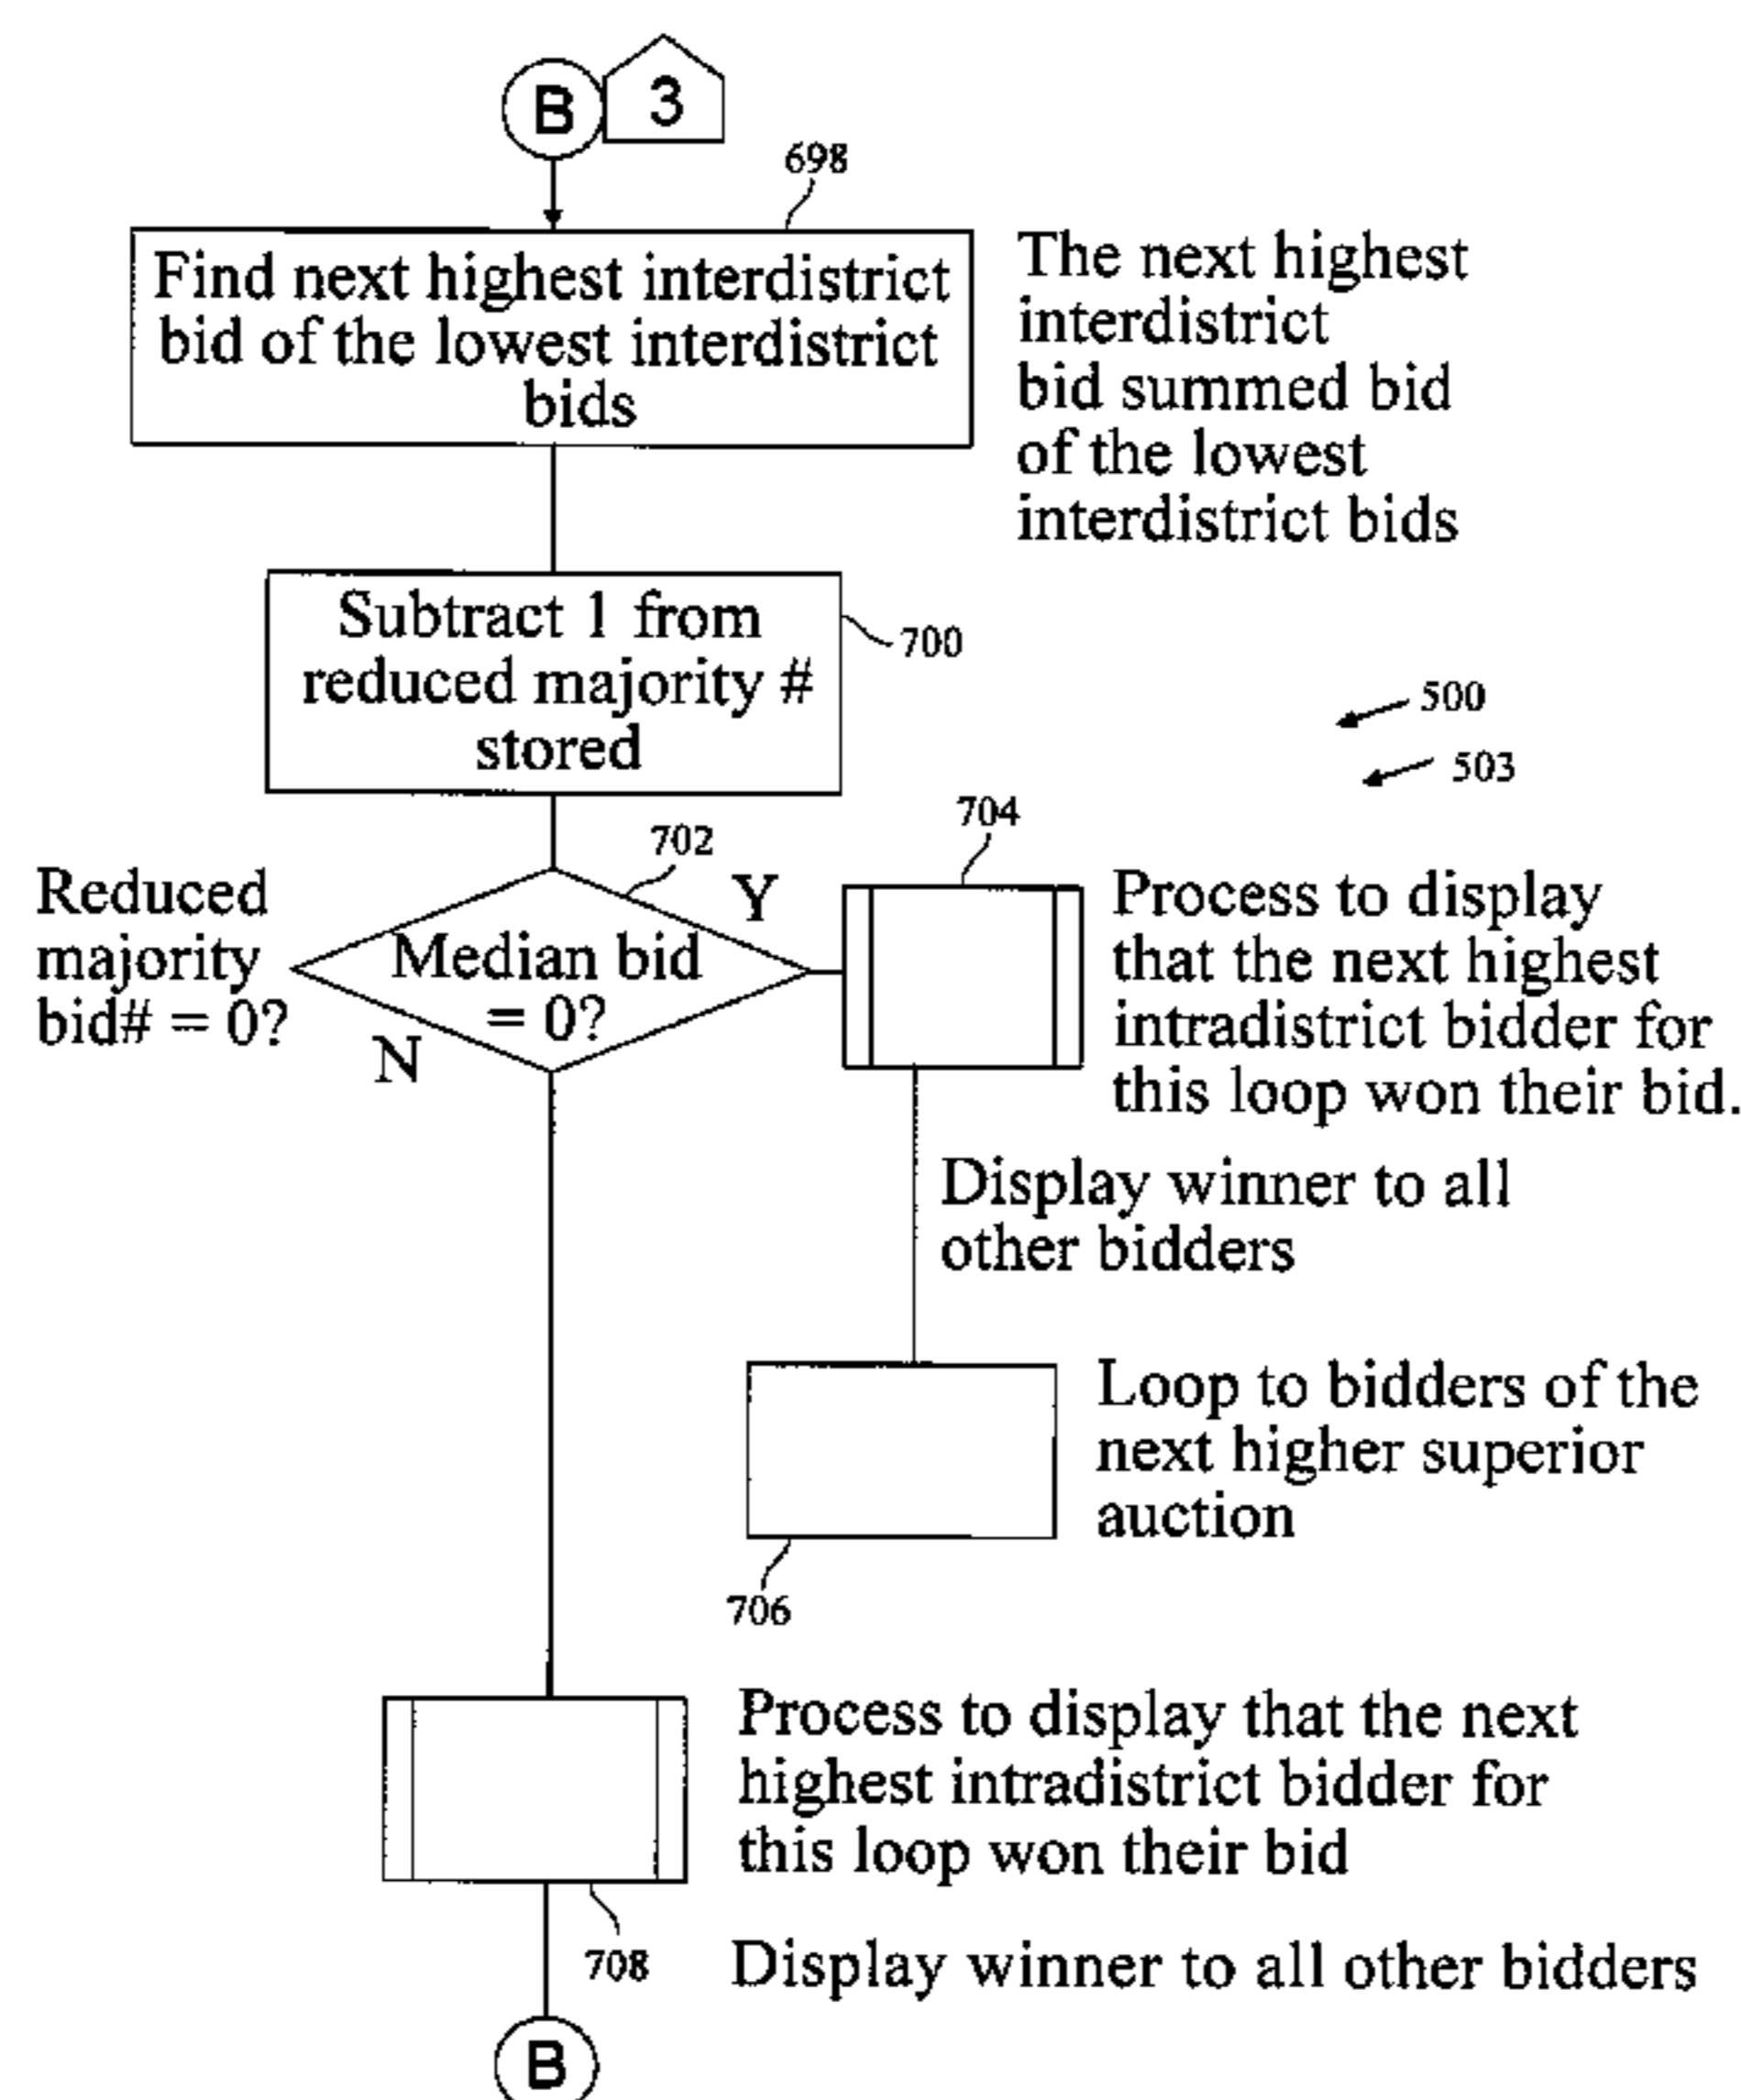 B
3
698
Find next highest interdistrict
bid of the lowest interdistrict
bids
The next highest
interdistrict
bid summed bid
of the lowest
interdistrict bids
Subtract 1 from
reduced majority #
stored
700
500
503
702
704
Reduced
majority
bid# = 0?
Median bid
= 0?
Y
N
Process to display
that the next highest
intradistrict bidder for
this loop won their bid.
Display winner to all
other bidders
Loop to bidders of the
next higher superior
auction
706
Process to display that the next
highest intradistrict bidder for
this loop won their bid
708
Display winner to all other bidders
B